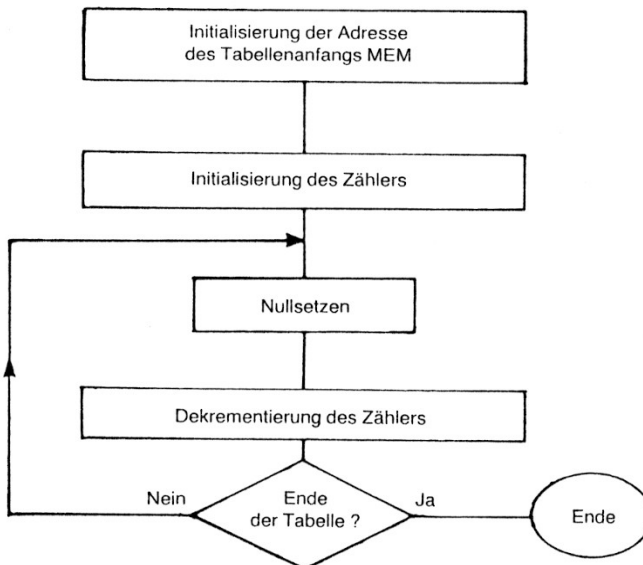 Initialisierung der Adresse
des Tabellenanfangs MEM
Initialisierung des Zählers
Nullsetzen
Dekrementierung des Zählers
Nein
Ende
der Tabelle ?
Ja
Ende